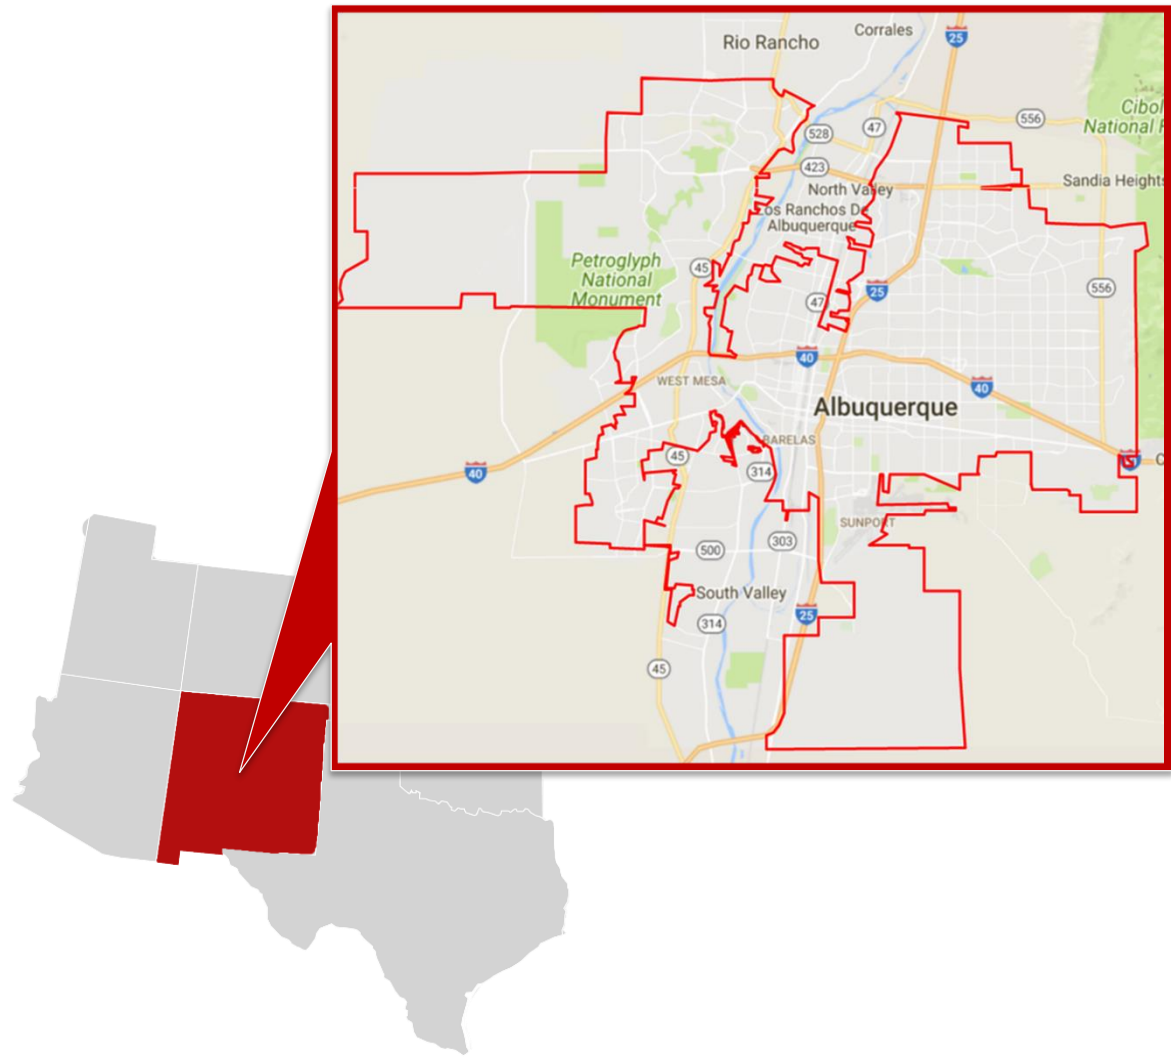 Corrales
25
Rio Rancho
Cibol
National F
556
47
528
423
Sandia Heights
North Valley
Los Ranchos De
Albuquerque
Petroglyph
National
Monument
45
25
556
47
40
WEST MESA
40
Albuquerque
BARELAS
45
314
40
C
SUNPORT
303
500
South Valley
25
314
45